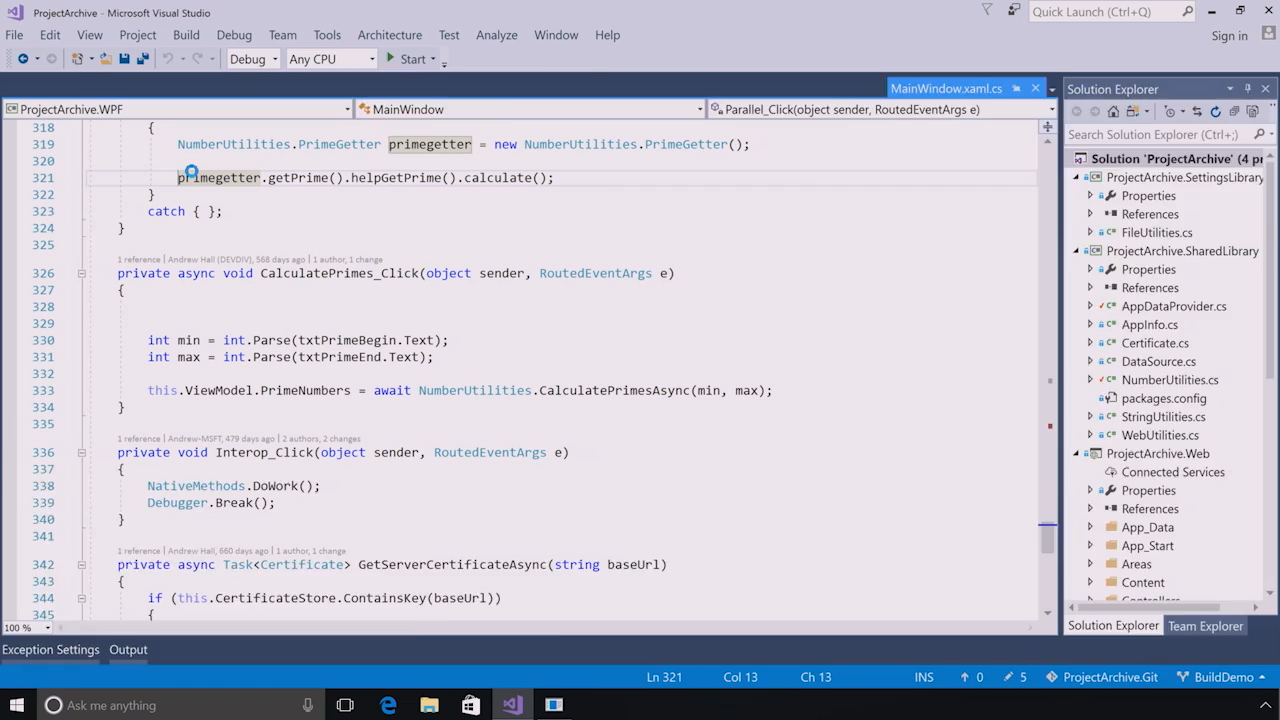 ProjectArchive - Microsoft Visual Studio
Quick Launch (Ctrl+Q)
File Edit View Project Build Debug Team Tools Architecture Test Analyze Window Help
Sign in
Debug Any CPU Start
MainWindow.xaml.cs
Solution Explorer
ProjectArchive.WPF MainWindow Parallel_Click(object sender, RoutedEventArgs e)
Search Solution Explorer (Ctrl+;)
318 {
319 NumberUtilities.PrimeGetter primegetter = new NumberUtilities.PrimeGetter();
320
321 primegetter.getPrime().helpGetPrime().calculate();
322 }
323 catch { };
324 }
325
1 reference | Andrew Hall (DEVDIV), 568 days ago | 1 author, 1 change
326 private async void CalculatePrimes_Click(object sender, RoutedEventArgs e)
327 {
328
329
330 int min = int.Parse(txtPrimeBegin.Text);
331 int max = int.Parse(txtPrimeEnd.Text);
332
333 this.ViewModel.PrimeNumbers = await NumberUtilities.CalculatePrimesAsync(min, max);
334 }
335
1 reference | Andrew-MSFT, 479 days ago | 2 authors, 2 changes
336 private void Interop_Click(object sender, RoutedEventArgs e)
337 {
338 NativeMethods.DoWork();
339 Debugger.Break();
340 }
341
1 reference | Andrew Hall, 660 days ago | 1 author, 1 change
342 private async Task<Certificate> GetServerCertificateAsync(string baseUrl)
343 {
344 if (this.CertificateStore.ContainsKey(baseUrl))
345 {
100 %
Solution 'ProjectArchive' (4 pr
ProjectArchive.SettingsLibrary
Properties
References
FileUtilities.cs
ProjectArchive.SharedLibrary
Properties
References
AppDataProvider.cs
AppInfo.cs
Certificate.cs
DataSource.cs
NumberUtilities.cs
packages.config
StringUtilities.cs
WebUtilities.cs
ProjectArchive.Web
Connected Services
Properties
References
App_Data
App_Start
Areas
Content
Controllers
Solution Explorer Team Explorer
Exception Settings Output
Ln 321 Col 13 Ch 13 INS 0 5 ProjectArchive.Git BuildDemo
Ask me anything